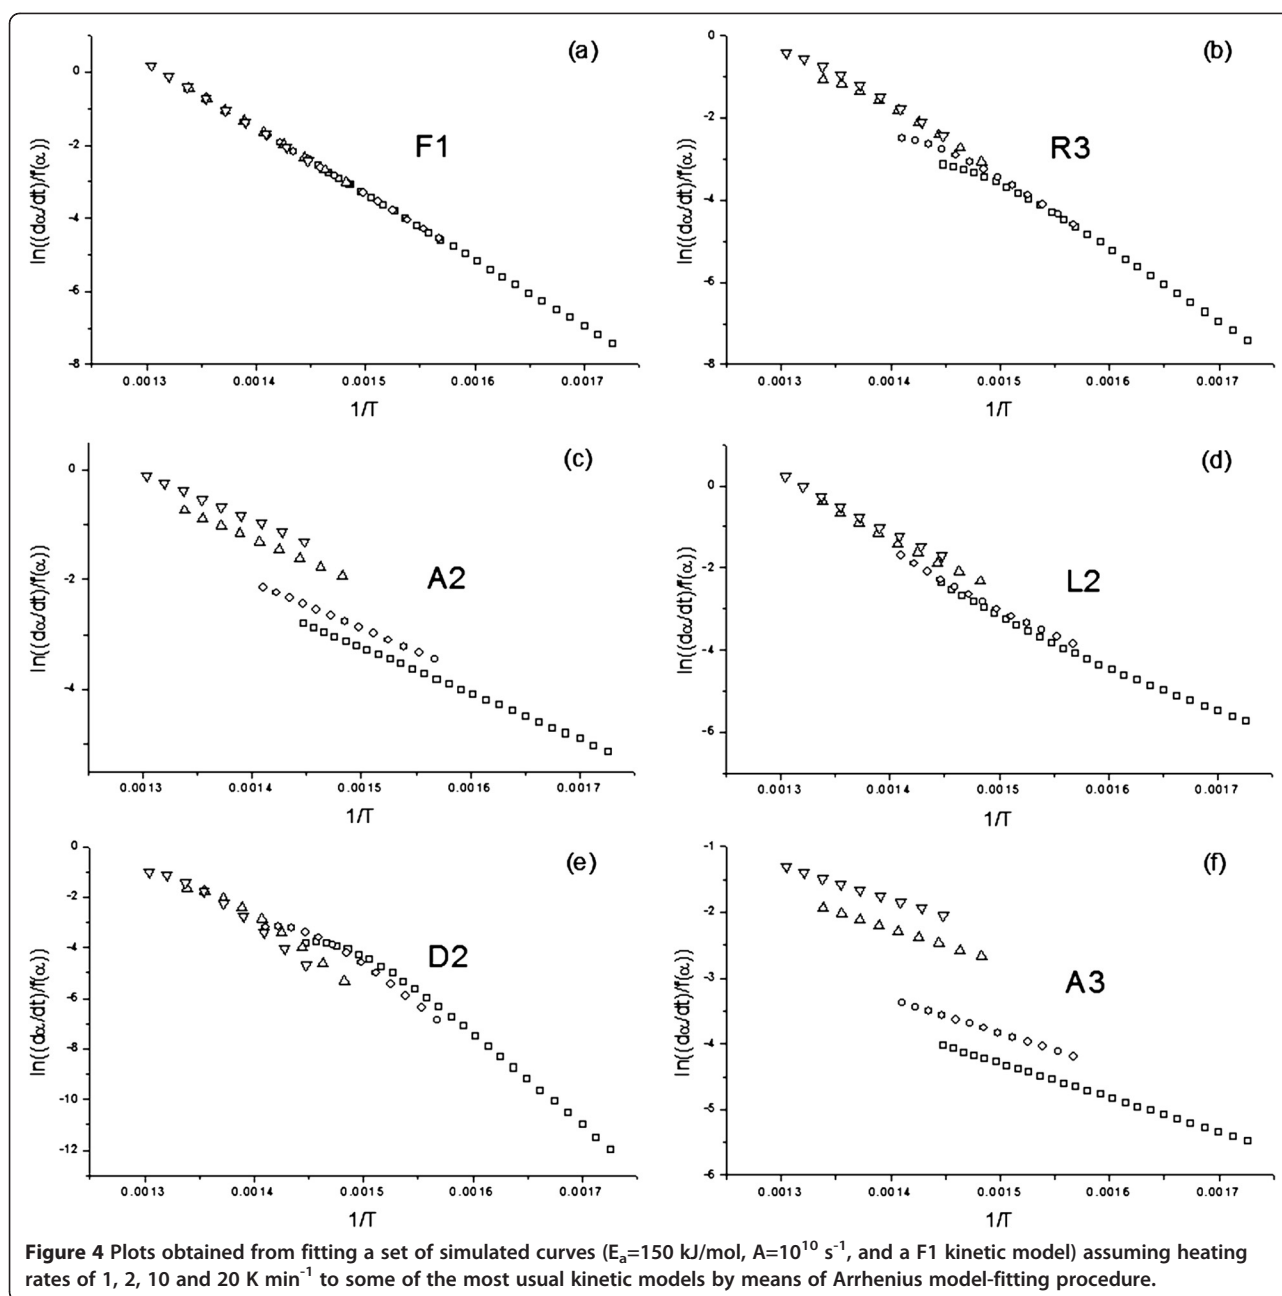 (a)
F1
ln((dα/dt)/f(α))
0
-2
-4
-6
-8
0.0013 0.0014 0.0015 0.0016 0.0017
1/T
(b)
R3
ln((dα/dt)/f(α))
0
-2
-4
-6
-8
0.0013 0.0014 0.0015 0.0016 0.0017
1/T
(c)
A2
ln((dα/dt)/f(α))
0
-2
-4
0.0013 0.0014 0.0015 0.0016 0.0017
1/T
(d)
L2
ln((dα/dt)/f(α))
0
-2
-4
-6
0.0013 0.0014 0.0015 0.0016 0.0017
1/T
(e)
D2
ln((dα/dt)/f(α))
0
-2
-4
-6
-8
-10
-12
0.0013 0.0014 0.0015 0.0016 0.0017
1/T
(f)
A3
ln((dα/dt)/f(α))
-1
-2
-3
-4
-5
-6
0.0013 0.0014 0.0015 0.0016 0.0017
1/T
Figure 4 Plots obtained from fitting a set of simulated curves (Eₐ=150 kJ/mol, A=10¹⁰ s⁻¹, and a F1 kinetic model) assuming heating
rates of 1, 2, 10 and 20 K min⁻¹ to some of the most usual kinetic models by means of Arrhenius model-fitting procedure.